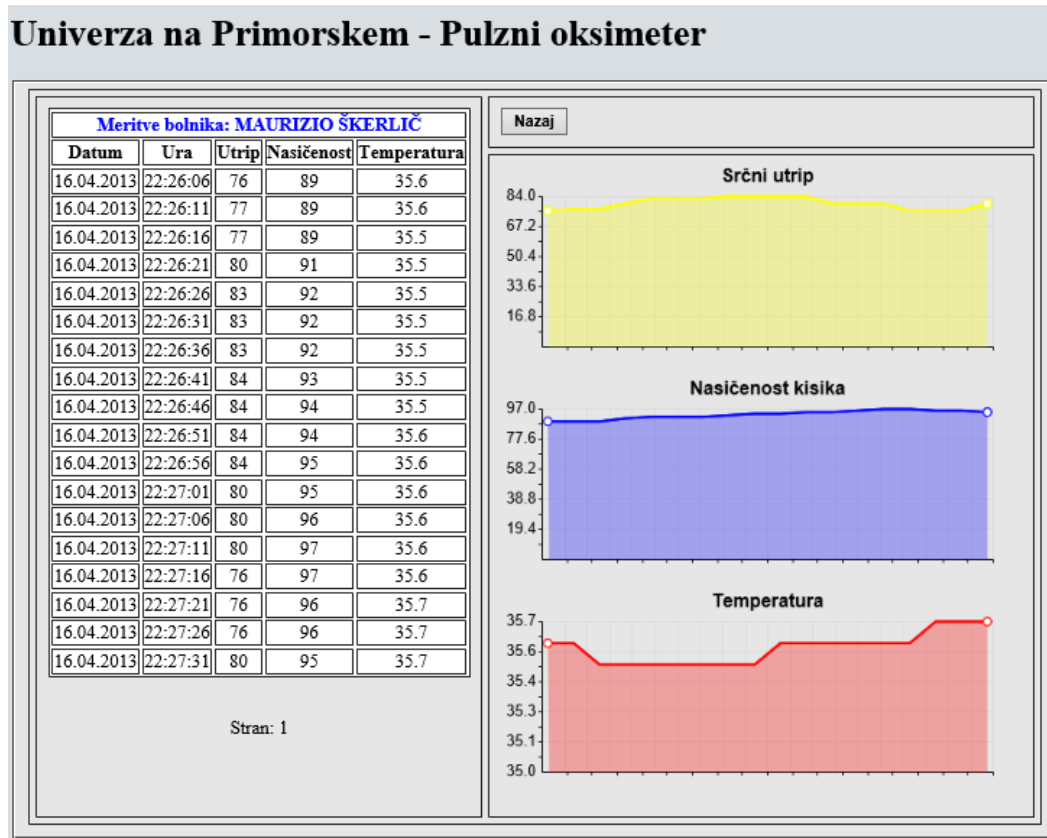 Univerza na Primorskem - Pulzni oksimeter
Meritve bolnika: MAURIZIO ŠKERLIČ
Datum Ura Utrip Nasičenost Temperatura
16.04.2013 22:26:06 76 89 35.6
16.04.2013 22:26:11 77 89 35.6
16.04.2013 22:26:16 77 89 35.5
16.04.2013 22:26:21 80 91 35.5
16.04.2013 22:26:26 83 92 35.5
16.04.2013 22:26:31 83 92 35.5
16.04.2013 22:26:36 83 92 35.5
16.04.2013 22:26:41 84 93 35.5
16.04.2013 22:26:46 84 94 35.5
16.04.2013 22:26:51 84 94 35.6
16.04.2013 22:26:56 84 95 35.6
16.04.2013 22:27:01 80 95 35.6
16.04.2013 22:27:06 80 96 35.6
16.04.2013 22:27:11 80 97 35.6
16.04.2013 22:27:16 76 97 35.6
16.04.2013 22:27:21 76 96 35.7
16.04.2013 22:27:26 76 96 35.7
16.04.2013 22:27:31 80 95 35.7
Stran: 1
Nazaj
Srčni utrip
84.0
67.2
50.4
33.6
16.8
Nasičenost kisika
97.0
77.6
58.2
38.8
19.4
Temperatura
35.7
35.6
35.4
35.3
35.1
35.0